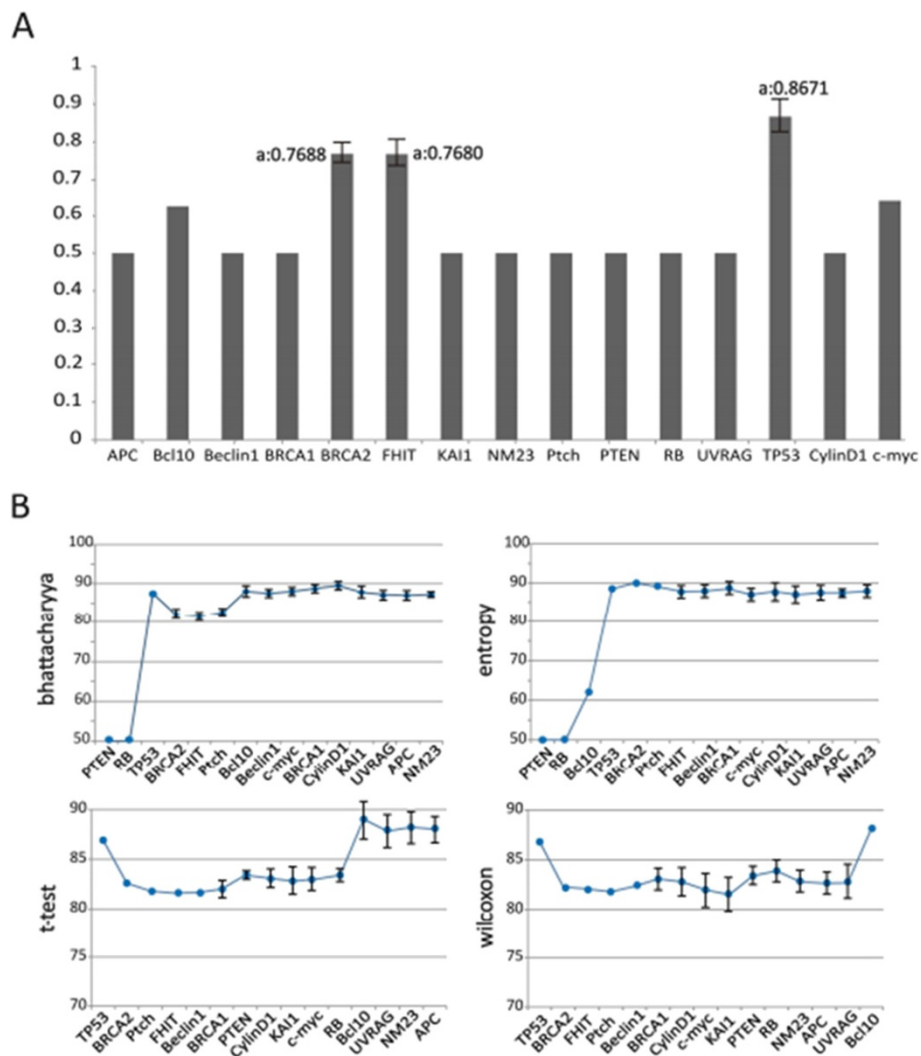 A
1
0.9
0.8
0.7
0.6
0.5
0.4
0.3
0.2
0.1
0
a:0.7688
a:0.7680
a:0.8671
APC Bcl10 Beclin1 BRCA1 BRCA2 FHIT KAI1 NM23 Ptch PTEN RB UVRAG TP53 CylinD1 c-myc
B
bhattacharyya
100
90
80
70
60
50
PTEN RB TP53 BRCA2 FHIT Ptch Bcl10 Beclin1 c-myc BRCA1 CylinD1 KAI1 UVRAG APC NM23
entropy
100
90
80
70
60
50
PTEN RB Bcl10 TP53 BRCA2 Ptch FHIT Beclin1 BRCA1 c-myc CylinD1 KAI1 UVRAG APC NM23
t-test
90
85
80
75
70
TP53 BRCA2 Ptch FHIT Beclin1 BRCA1 PTEN CylinD1 KAI1 c-myc RB Bcl10 UVRAG NM23 APC
wilcoxon
90
85
80
75
70
TP53 BRCA2 FHIT Ptch Beclin1 BRCA1 CylinD1 c-myc KAI1 PTEN RB NM23 APC UVRAG Bcl10